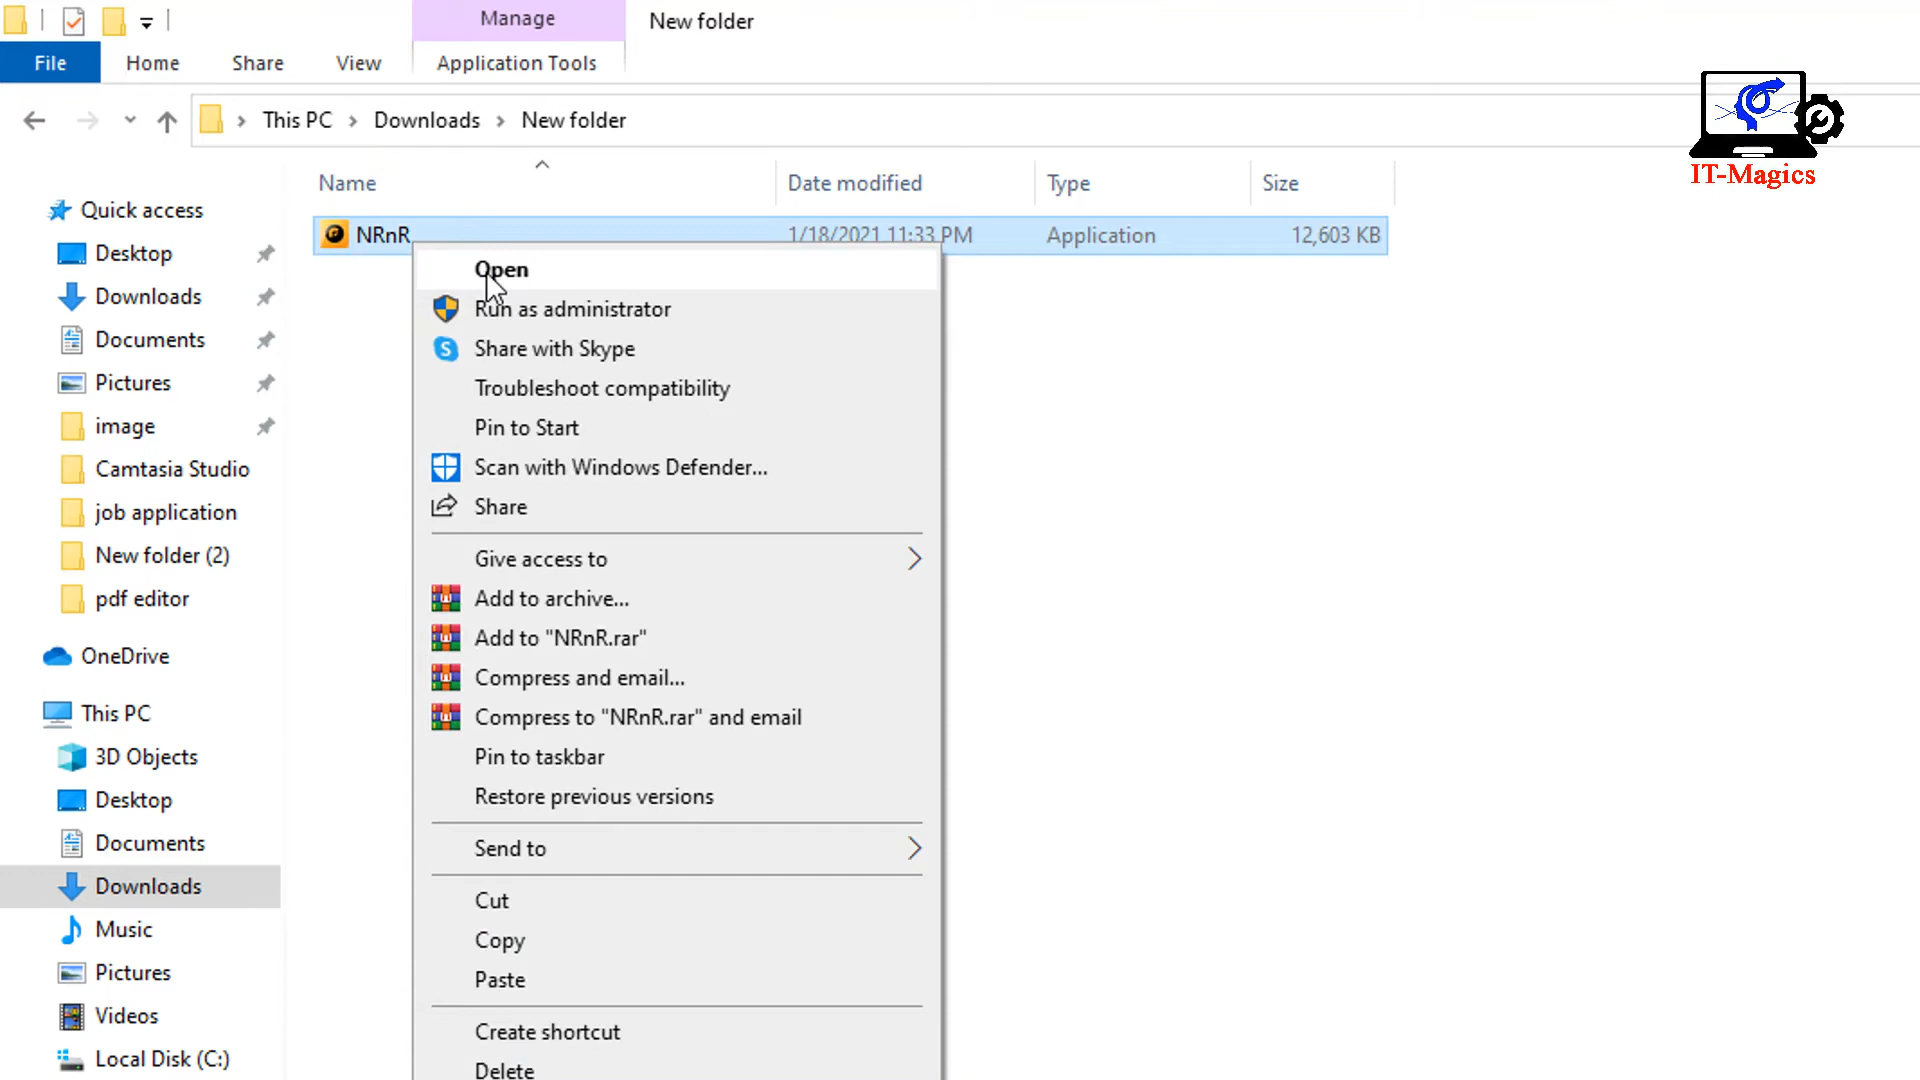 Manage
New folder
File
Home
Share
View
Application Tools
This PC
Downloads
New folder
IT-Magics
Name
Date modified
Type
Size
Quick access
Desktop
Downloads
Documents
Pictures
image
Camtasia Studio
job application
New folder (2)
pdf editor
OneDrive
This PC
3D Objects
Desktop
Documents
Downloads
Music
Pictures
Videos
Local Disk (C:)
NRnR
1/18/2021 11:33 PM
Application
12,603 KB
Open
Run as administrator
Share with Skype
Troubleshoot compatibility
Pin to Start
Scan with Windows Defender...
Share
Give access to
Add to archive...
Add to "NRnR.rar"
Compress and email...
Compress to "NRnR.rar" and email
Pin to taskbar
Restore previous versions
Send to
Cut
Copy
Paste
Create shortcut
Delete